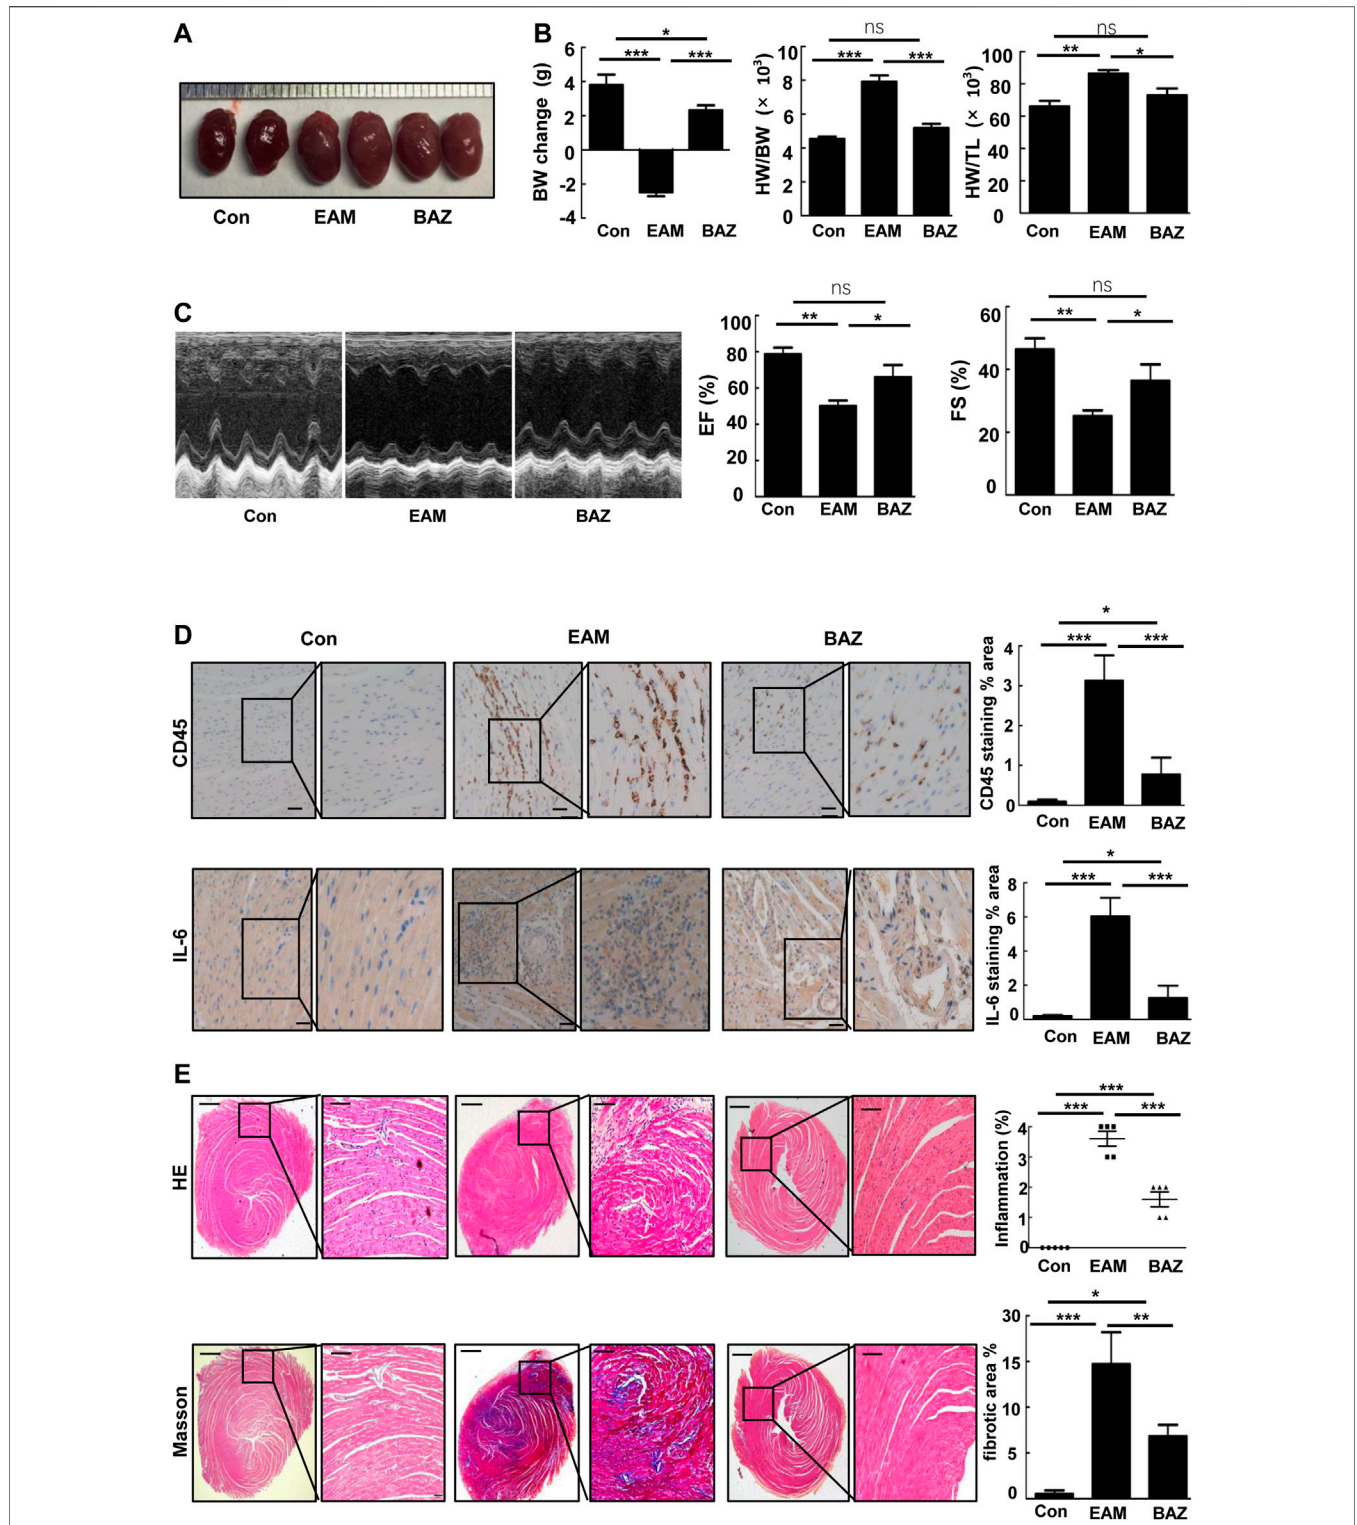 A
Con
EAM
BAZ
B
BW change (g)
6
4
2
0
-2
-4
*
***
***
Con
EAM
BAZ
HW/BW (× 10³)
10
8
6
4
2
0
ns
***
***
Con
EAM
BAZ
HW/TL (× 10³)
100
80
60
40
20
0
ns
**
*
Con
EAM
BAZ
C
Con
EAM
BAZ
EF (%)
100
80
60
40
20
0
ns
**
*
Con
EAM
BAZ
FS (%)
60
40
20
0
ns
**
*
Con
EAM
BAZ
D
Con
EAM
BAZ
CD45
CD45 staining % area
4
3
2
1
0
*
***
***
Con
EAM
BAZ
IL-6
IL-6 staining % area
8
6
4
2
0
*
***
***
Con
EAM
BAZ
E
HE
Inflammation (%)
4
3
2
1
0
***
***
***
Con
EAM
BAZ
Masson
fibrotic area %
30
15
10
5
0
*
***
**
Con
EAM
BAZ